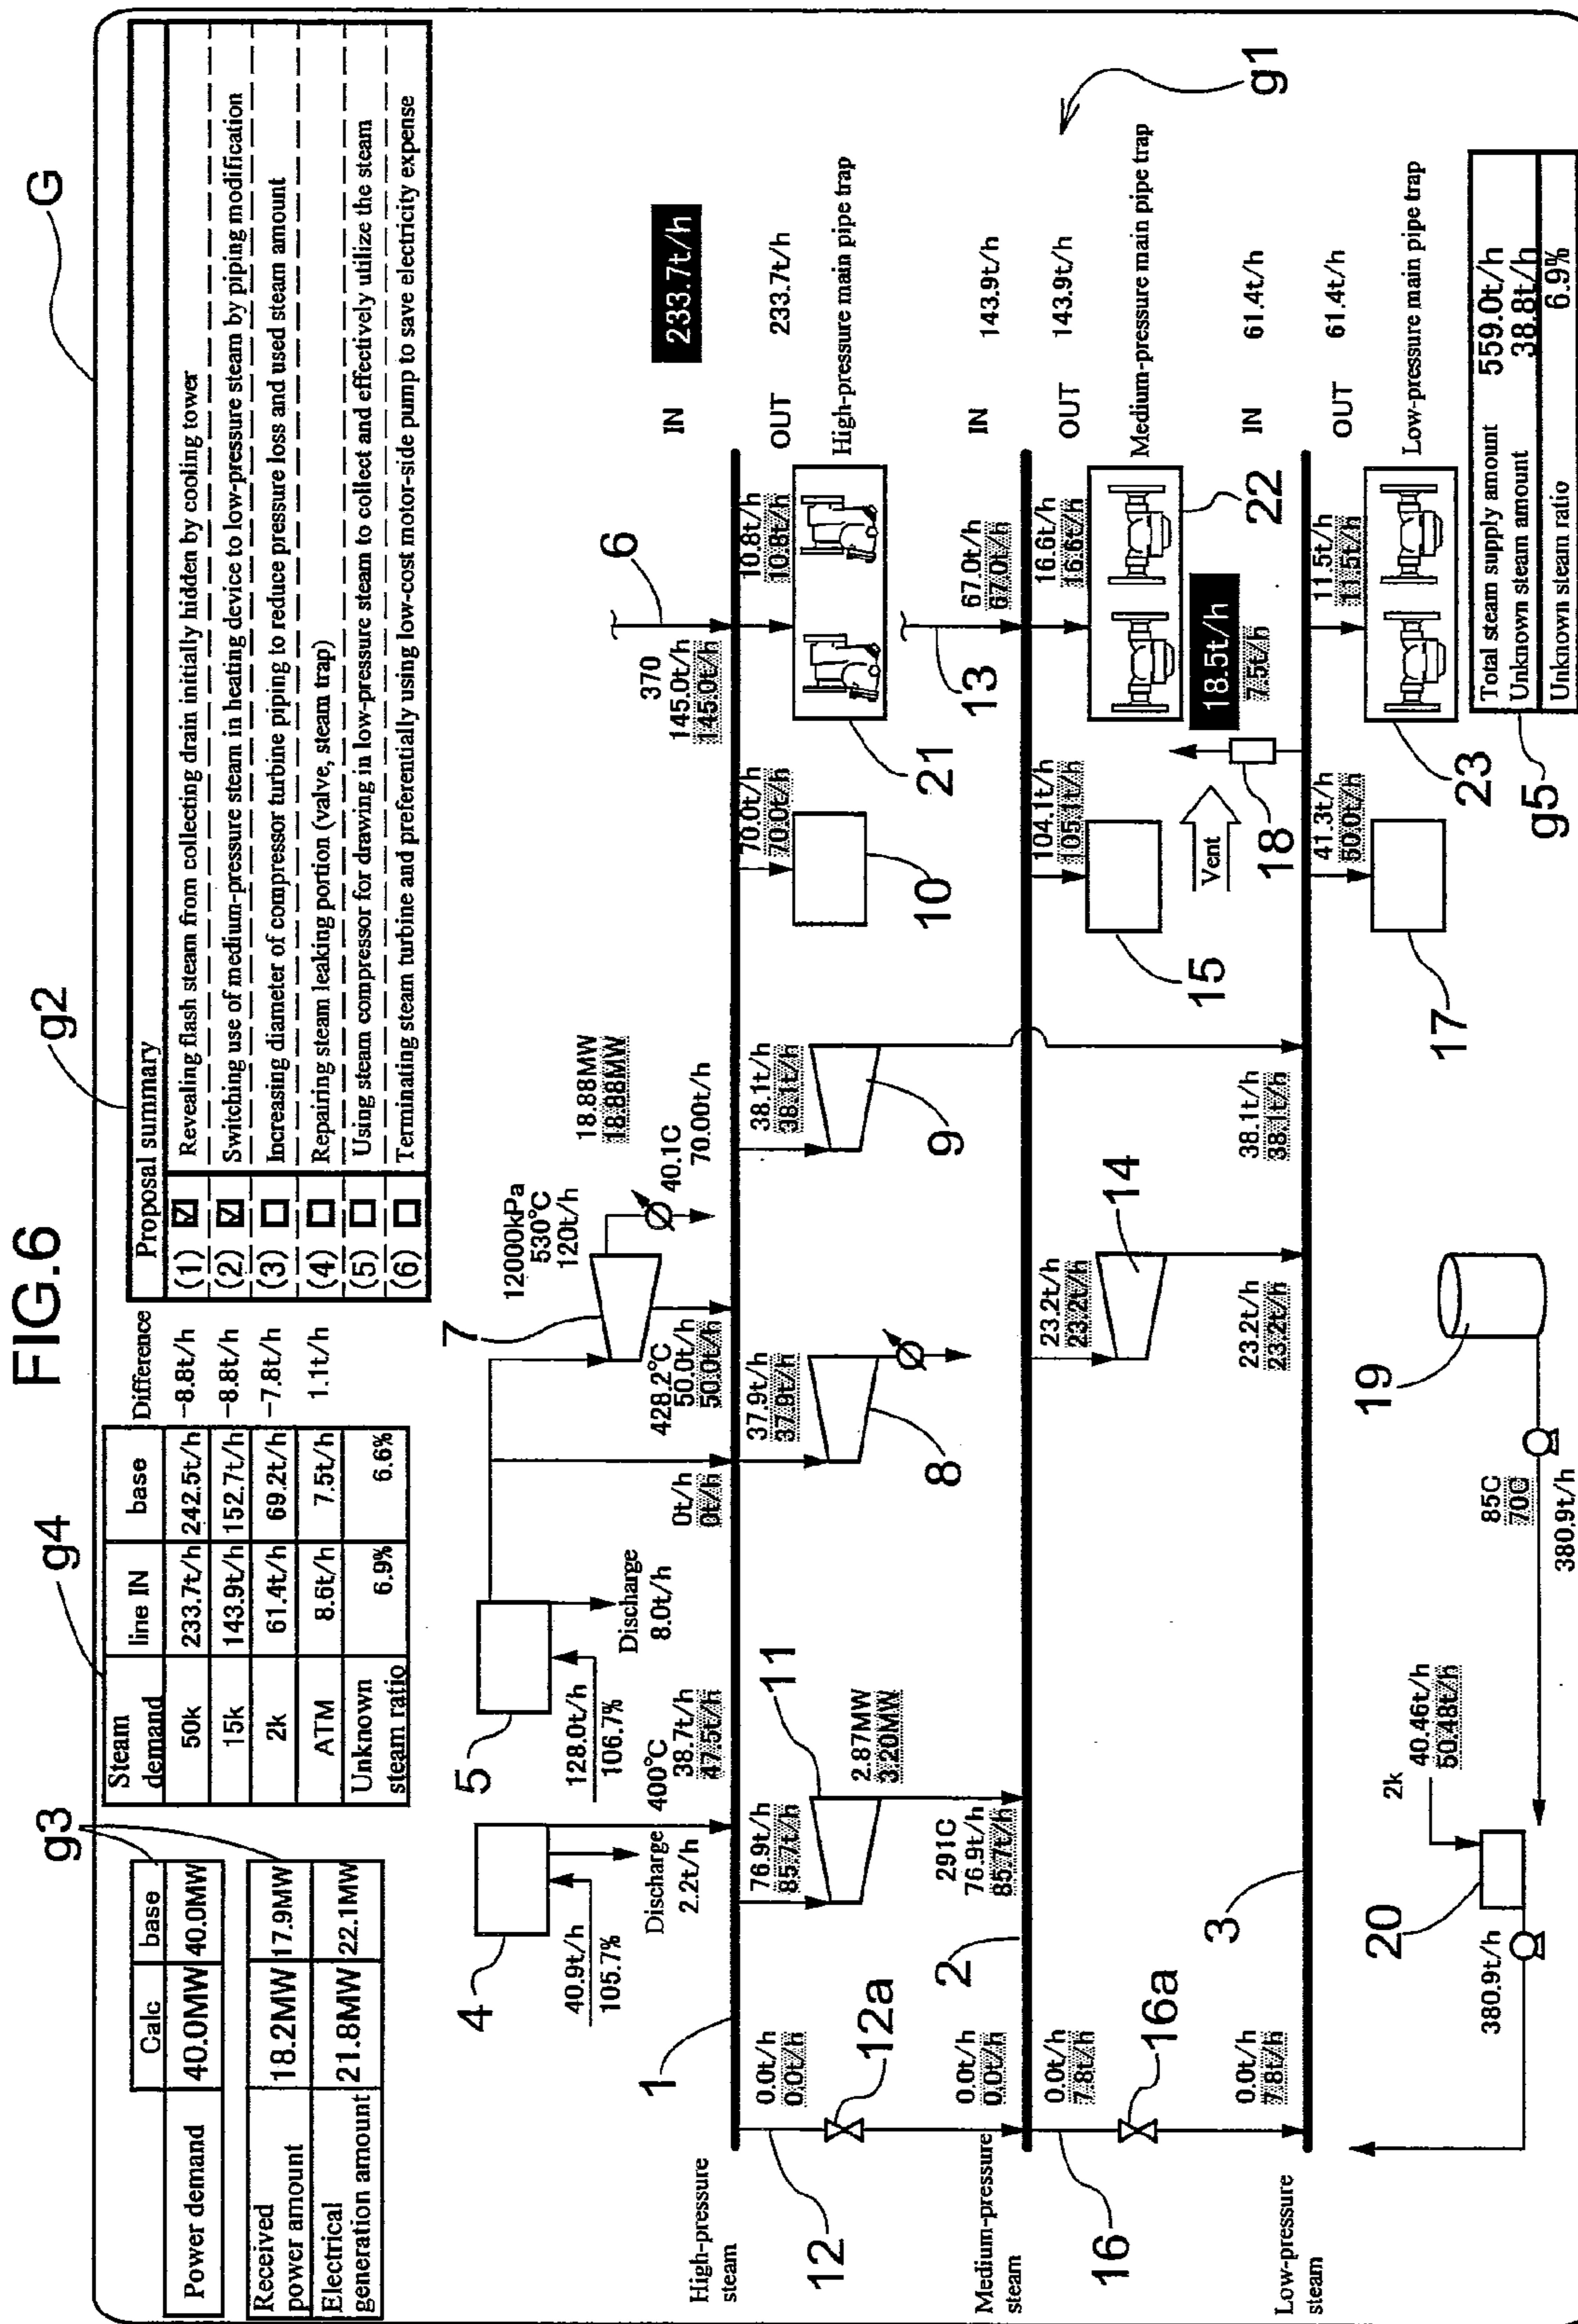 FIG.6
G
g3
g4
g2
Calc base
Power demand 40.0MW 40.0MW
Received power amount 18.2MW 17.9MW
Electrical generation amount 21.8MW 22.1MW
Steam demand line IN base Difference
50k 233.7t/h 242.5t/h −8.8t/h
15k 143.9t/h 152.7t/h −8.8t/h
2k 61.4t/h 69.2t/h −7.8t/h
ATM 8.6t/h 7.5t/h 1.1t/h
Unknown steam ratio 6.9% 6.6%
Proposal summary
(1) ☑ Revealing flash steam from collecting drain initially hidden by cooling tower
(2) ☑ Switching use of medium-pressure steam in heating device to low-pressure steam by piping modification
(3) ☐ Increasing diameter of compressor turbine piping to reduce pressure loss and used steam amount
(4) ☐ Repairing steam leaking portion (valve, steam trap)
(5) ☐ Using steam compressor for drawing in low-pressure steam to collect and effectively utilize the steam
(6) ☐ Terminating steam turbine and preferentially using low-cost motor-side pump to save electricity expense
4
40.9t/h
105.7%
Discharge
2.2t/h
400°C
38.7t/h
47.5t/h
5
128.0t/h
106.7%
Discharge
8.0t/h
0t/h
0t/h
7
12000kPa
530°C
120t/h
18.88MW
18.88MW
40.1C
70.00t/h
428.2°C
50.0t/h
50.0t/h
6
370
145.0t/h
145.0t/h
IN 233.7t/h
High-pressure
steam
1
OUT 233.7t/h
High-pressure main pipe trap
12
0.0t/h
0.0t/h
12a
0.0t/h
0.0t/h
76.9t/h
85.7t/h
11
2.87MW
3.20MW
291C
76.9t/h
85.7t/h
37.9t/h
37.9t/h
8
38.1t/h
38.1t/h
9
70.0t/h
70.0t/h
10
10.8t/h
10.8t/h
21
13
67.0t/h
67.0t/h
IN 143.9t/h
g1
Medium-pressure
steam
2
OUT 143.9t/h
Medium-pressure main pipe trap
16
0.0t/h
7.8t/h
16a
0.0t/h
7.8t/h
23.2t/h
23.2t/h
14
23.2t/h
23.2t/h
38.1t/h
38.1t/h
104.1t/h
105.1t/h
15
16.6t/h
16.6t/h
22
Vent
18
18.5t/h
7.5t/h
IN 61.4t/h
Low-pressure
steam
3
OUT 61.4t/h
Low-pressure main pipe trap
41.3t/h
50.0t/h
17
11.5t/h
11.5t/h
23
380.9t/h
20
2k
40.46t/h
50.48t/h
85C
70C
380.9t/h
19
g5
Total steam supply amount 559.0t/h
Unknown steam amount 38.8t/h
Unknown steam ratio 6.9%